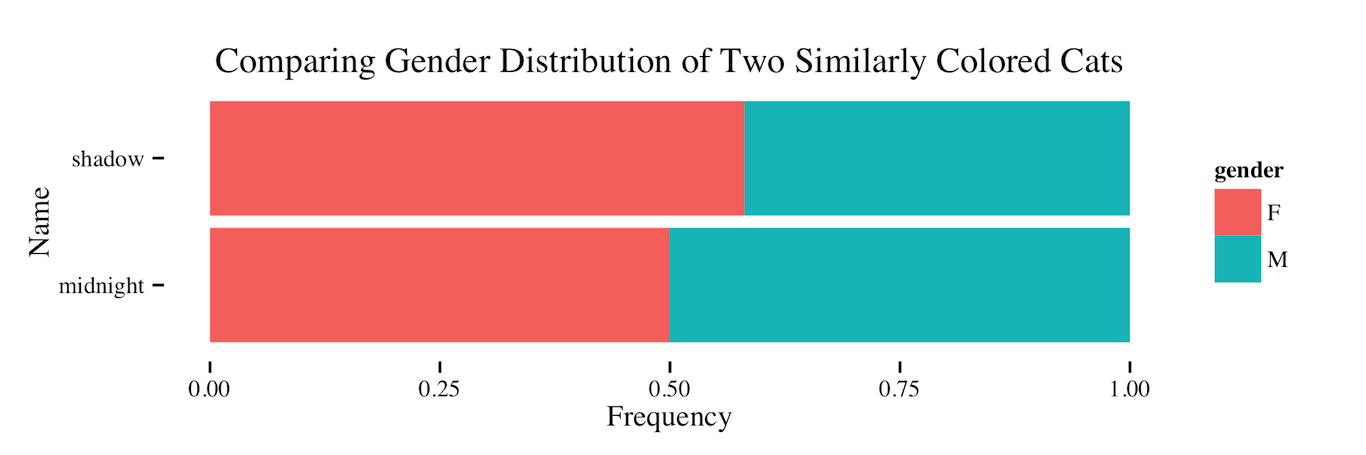 Comparing Gender Distribution of Two Similarly Colored Cats
Name
shadow
midnight
0.00 0.25 0.50 0.75 1.00
Frequency
gender
F
M